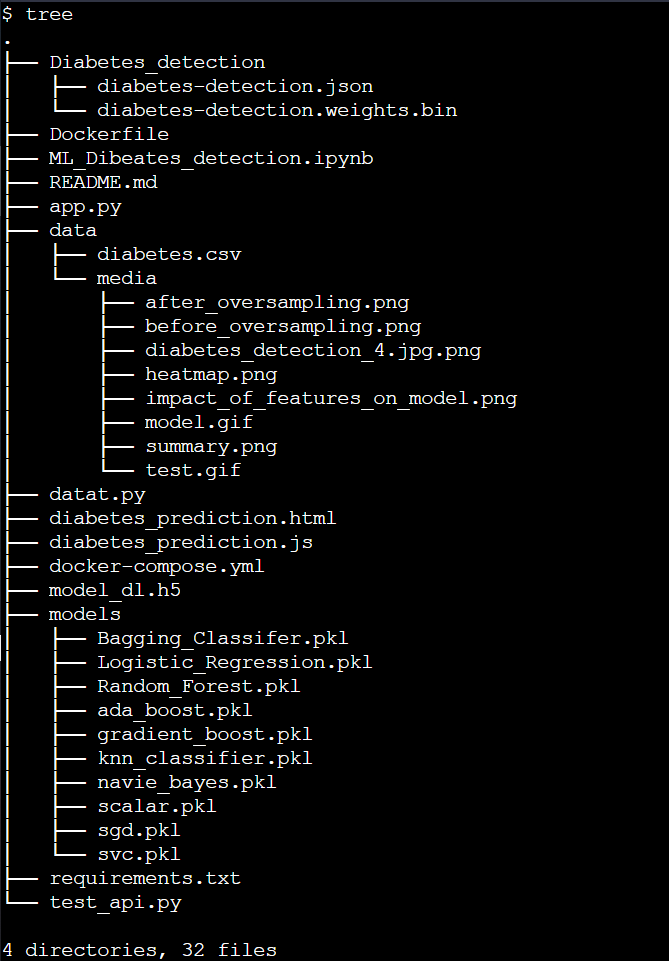 $ tree
.
├── Diabetes_detection
│   ├── diabetes-detection.json
│   └── diabetes-detection.weights.bin
├── Dockerfile
├── ML_Dibeates_detection.ipynb
├── README.md
├── app.py
├── data
│   ├── diabetes.csv
│   └── media
│       ├── after_oversampling.png
│       ├── before_oversampling.png
│       ├── diabetes_detection_4.jpg.png
│       ├── heatmap.png
│       ├── impact_of_features_on_model.png
│       ├── model.gif
│       ├── summary.png
│       └── test.gif
├── datat.py
├── diabetes_prediction.html
├── diabetes_prediction.js
├── docker-compose.yml
├── model_dl.h5
├── models
│   ├── Bagging_Classifer.pkl
│   ├── Logistic_Regression.pkl
│   ├── Random_Forest.pkl
│   ├── ada_boost.pkl
│   ├── gradient_boost.pkl
│   ├── knn_classifier.pkl
│   ├── navie_bayes.pkl
│   ├── scalar.pkl
│   ├── sgd.pkl
│   └── svc.pkl
├── requirements.txt
└── test_api.py

4 directories, 32 files